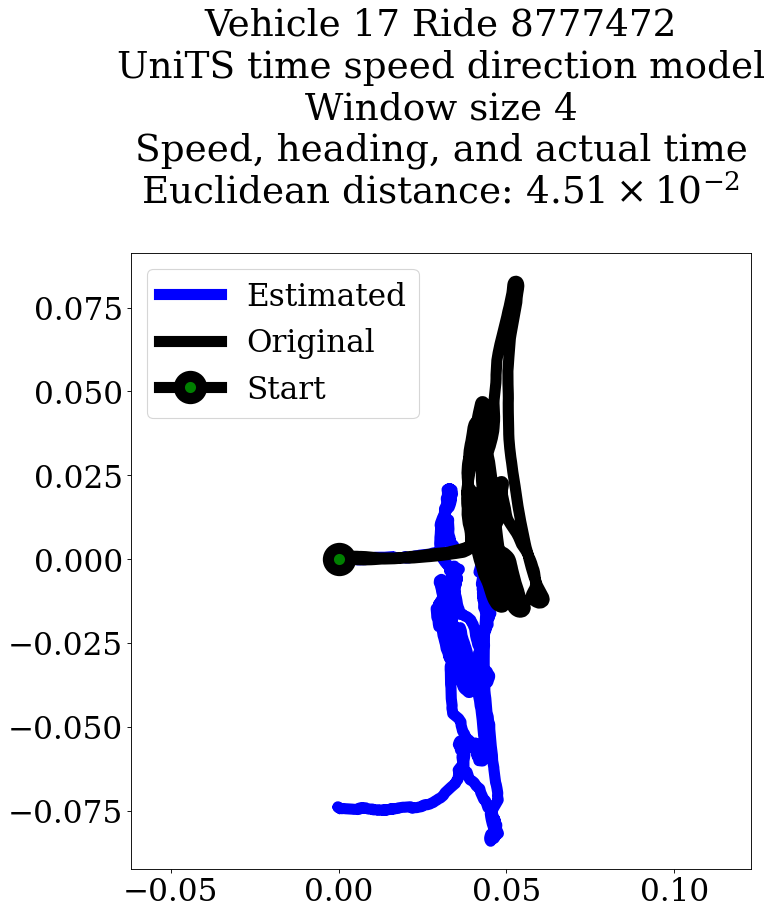 Vehicle 17 Ride 8777472
UniTS time speed direction model
Window size 4
Speed, heading, and actual time
Euclidean distance: 4.51 × 10⁻²
Estimated
Original
Start
0.075
0.050
0.025
0.000
−0.025
−0.050
−0.075
−0.05 0.00 0.05 0.10